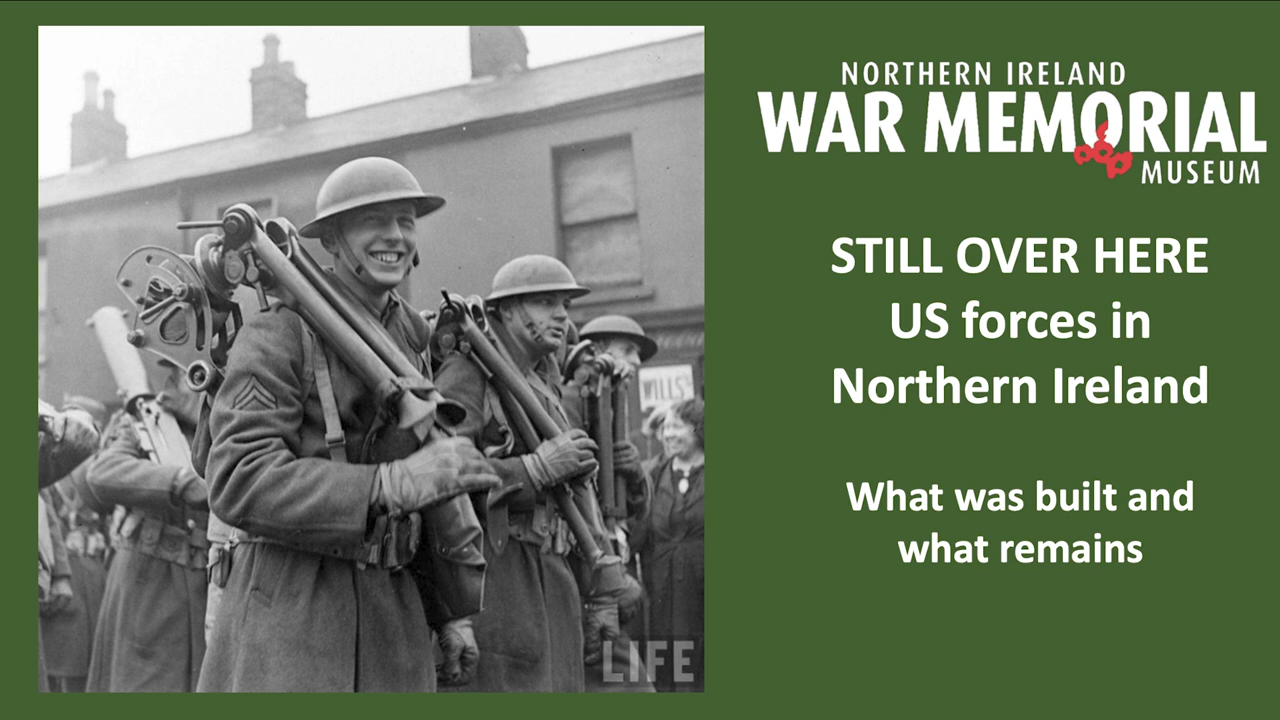 NORTHERN IRELAND
WAR MEMORIAL
MUSEUM
STILL OVER HERE
US forces in
Northern Ireland
What was built and
what remains
WILLS'S
LIFE